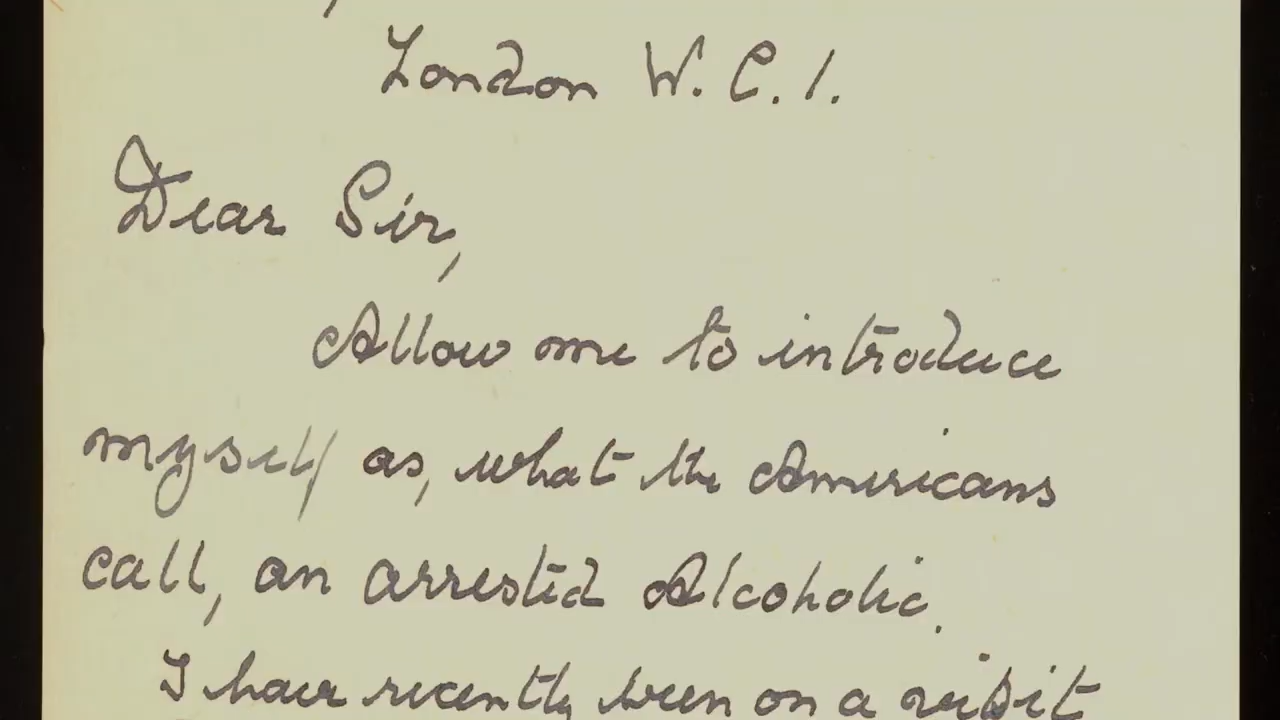 London W.C.1.
Dear Sir,
Allow me to introduce
myself as, what the Americans
call, an arrested Alcoholic.
I have recently been on a visit